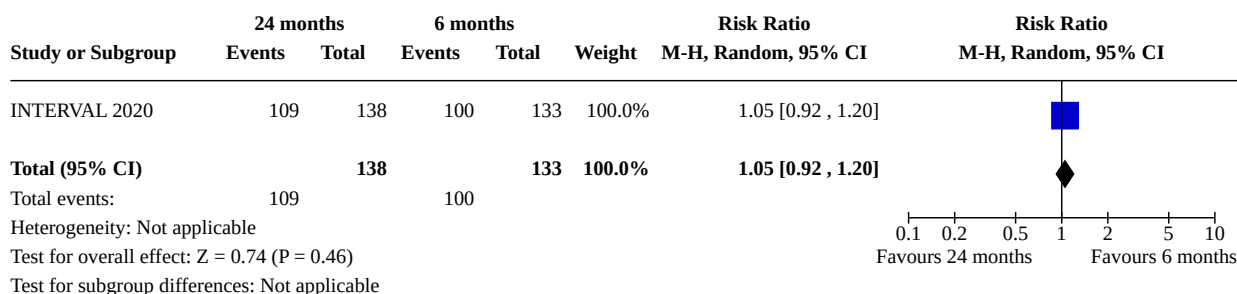 24 months 6 months Risk Ratio Risk Ratio
Study or Subgroup Events Total Events Total Weight M-H, Random, 95% CI M-H, Random, 95% CI
INTERVAL 2020 109 138 100 133 100.0% 1.05 [0.92 , 1.20]
Total (95% CI) 138 133 100.0% 1.05 [0.92 , 1.20]
Total events: 109 100
Heterogeneity: Not applicable
0.1 0.2 0.5 1 2 5 10
Test for overall effect: Z = 0.74 (P = 0.46) Favours 24 months Favours 6 months
Test for subgroup differences: Not applicable